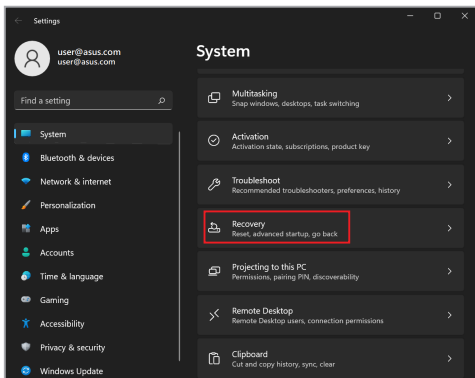 Settings
user@asus.com
user@asus.com
Find a setting
System
Bluetooth & devices
Network & internet
Personalization
Apps
Accounts
Time & language
Gaming
Accessibility
Privacy & security
Windows Update
System
Multitasking
Snap windows, desktops, task switching
Activation
Activation state, subscriptions, product key
Troubleshoot
Recommended troubleshooters, preferences, history
Recovery
Reset, advanced startup, go back
Projecting to this PC
Permissions, pairing PIN, discoverability
Remote Desktop
Remote Desktop users, connection permissions
Clipboard
Cut and copy history, sync, clear